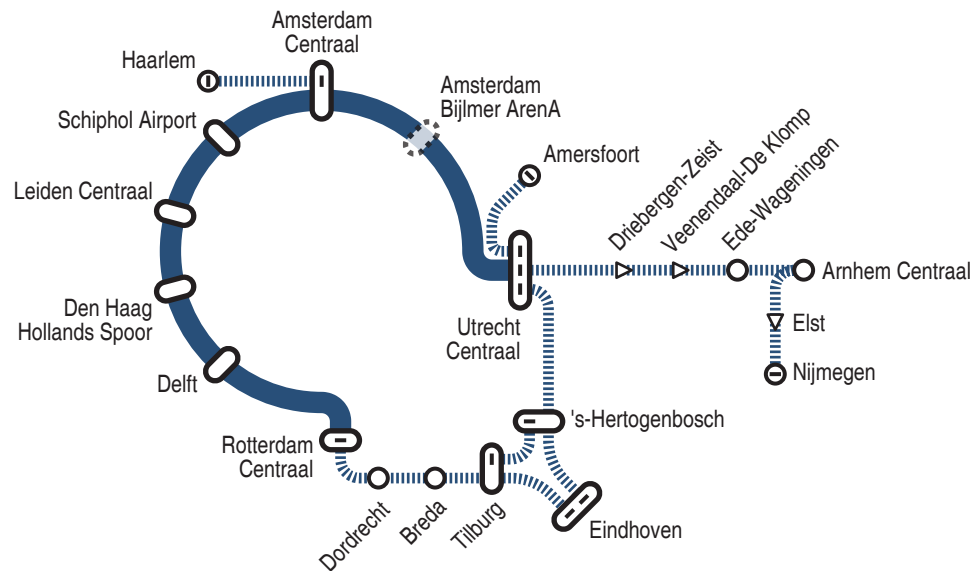 Amsterdam
Centraal
Haarlem
Schiphol Airport
Amsterdam
Bijlmer ArenA
Amersfoort
Leiden Centraal
Driebergen-Zeist
Veenendaal-De Klomp
Ede-Wageningen
Arnhem Centraal
Den Haag
Hollands Spoor
Utrecht
Centraal
Elst
Nijmegen
Delft
's-Hertogenbosch
Rotterdam
Centraal
Dordrecht
Breda
Tilburg
Eindhoven